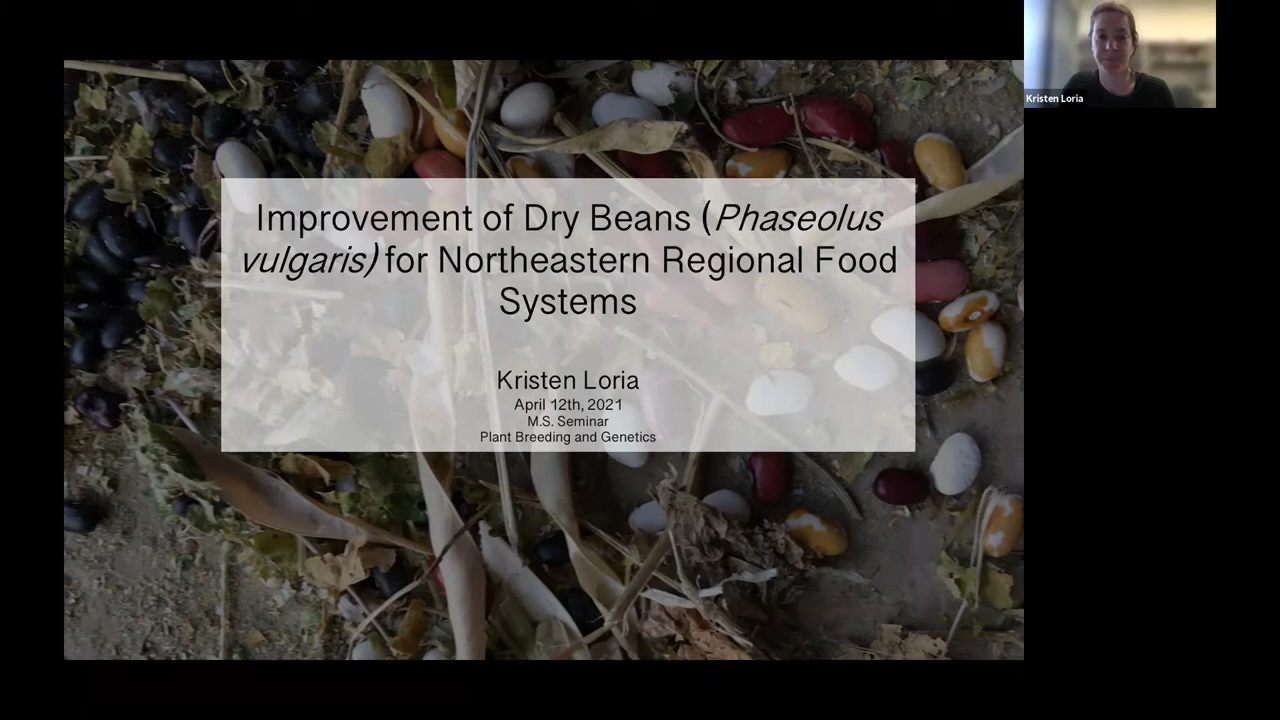 Improvement of Dry Beans (Phaseolus
vulgaris) for Northeastern Regional Food
Systems
Kristen Loria
April 12th, 2021
M.S. Seminar
Plant Breeding and Genetics
Kristen Loria